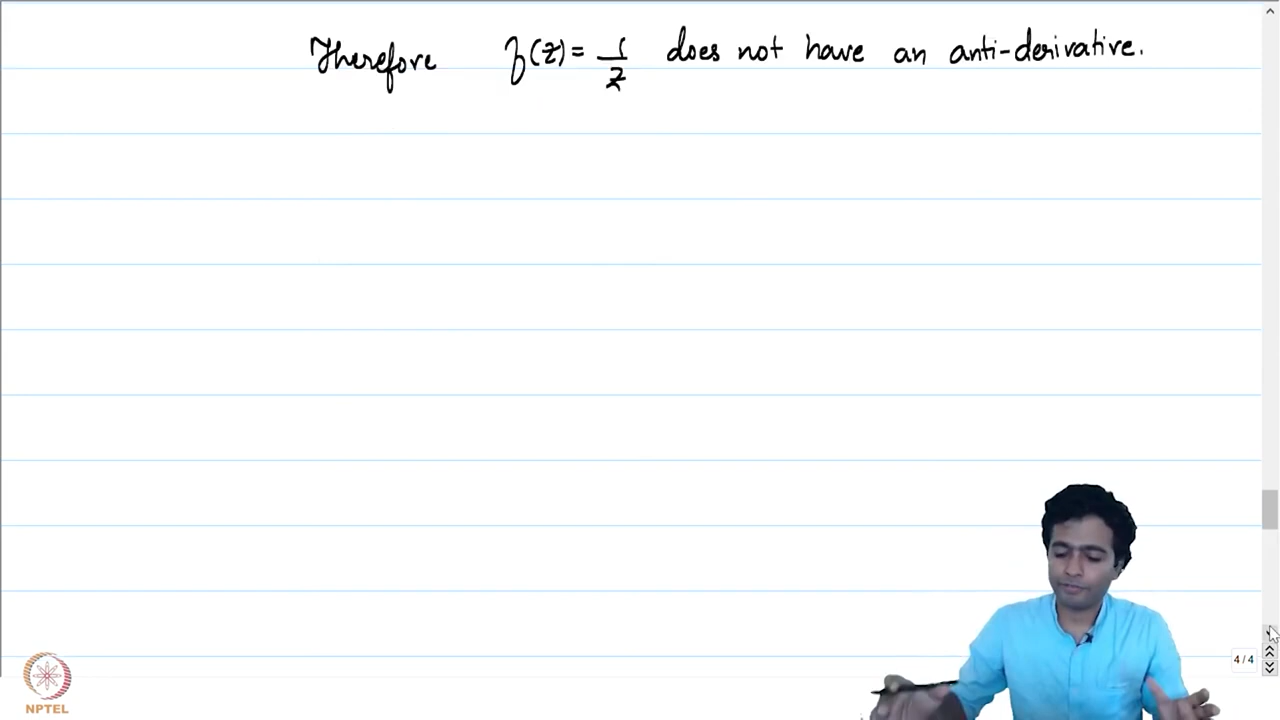 Therefore f(z) = 1/z does not have an anti-derivative.
4 / 4
NPTEL